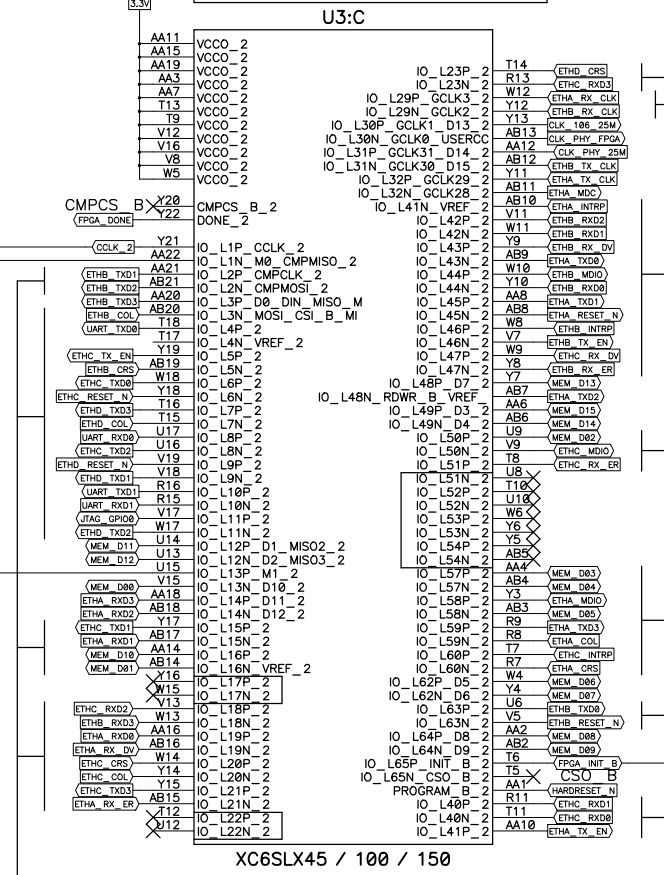 3.3V
U3:C
AA11 VCCO_2
AA15 VCCO_2
AA19 VCCO_2
AA3 VCCO_2
AA7 VCCO_2
T13 VCCO_2
T9 VCCO_2
V12 VCCO_2
V16 VCCO_2
V8 VCCO_2
W5 VCCO_2
CMPCS_B Y20 CMPCS_B_2
FPGA_DONE Y22 DONE_2
CCLK_2 Y21 IO_L1P_CCLK_2
AA22 IO_L1N_M0_CMPMISO_2
ETHB_TXD1 AA21 IO_L2P_CMPCLK_2
ETHB_TXD2 AB21 IO_L2N_CMPMOSI_2
ETHB_TXD3 AA20 IO_L3P_D0_DIN_MISO_M
ETHB_COL AB20 IO_L3N_MOSI_CSI_B_MI
UART_TXD0 T18 IO_L4P_2
T17 IO_L4N_VREF_2
ETHC_TX_EN Y19 IO_L5P_2
ETHB_CRS AB19 IO_L5N_2
ETHC_TXD0 W18 IO_L6P_2
ETHC_RESET_N Y18 IO_L6N_2
ETHD_TXD3 T16 IO_L7P_2
ETHD_COL T15 IO_L7N_2
UART_RXD0 U17 IO_L8P_2
ETHC_TXD2 U16 IO_L8N_2
ETHD_RESET_N V19 IO_L9P_2
ETHD_TXD1 V18 IO_L9N_2
UART_TXD1 R16 IO_L10P_2
UART_RXD1 R15 IO_L10N_2
JTAG_GPIO0 V17 IO_L11P_2
ETHD_TXD2 W17 IO_L11N_2
MEM_D11 U14 IO_L12P_D1_MISO2_2
MEM_D12 U13 IO_L12N_D2_MISO3_2
U15 IO_L13P_M1_2
MEM_D00 V15 IO_L13N_D10_2
ETHA_RXD3 AA18 IO_L14P_D11_2
ETHA_RXD2 AB18 IO_L14N_D12_2
ETHC_TXD1 Y17 IO_L15P_2
ETHA_RXD1 AB17 IO_L15N_2
MEM_D10 AA14 IO_L16P_2
MEM_D01 AB14 IO_L16N_VREF_2
Y16 IO_L17P_2
W15 IO_L17N_2
ETHC_RXD2 V13 IO_L18P_2
ETHB_RXD3 W13 IO_L18N_2
ETHA_RXD0 AA16 IO_L19P_2
ETHA_RX_DV AB16 IO_L19N_2
ETHC_CRS W14 IO_L20P_2
ETHC_COL Y14 IO_L20N_2
ETHC_TXD3 Y15 IO_L21P_2
ETHA_RX_ER AB15 IO_L21N_2
T12 IO_L22P_2
U12 IO_L22N_2
IO_L23P_2 T14 ETHD_CRS
IO_L23N_2 R13 ETHC_RXD3
IO_L29P_GCLK3_2 W12 ETHA_RX_CLK
IO_L29N_GCLK2_2 Y12 ETHB_RX_CLK
IO_L30P_GCLK1_D13_2 Y13 CLK_106_25M
IO_L30N_GCLK0_USERCC AB13 CLK_PHY_FPGA
IO_L31P_GCLK31_D14_2 AA12 CLK_PHY_25M
IO_L31N_GCLK30_D15_2 AB12 ETHB_TX_CLK
IO_L32P_GCLK29_2 Y11 ETHA_TX_CLK
IO_L32N_GCLK28_2 AB11 ETHA_MDC
IO_L41N_VREF_2 AB10 ETHA_INTRP
IO_L42P_2 V11 ETHB_RXD2
IO_L42N_2 W11 ETHB_RXD1
IO_L43P_2 Y9 ETHB_RX_DV
IO_L43N_2 AB9 ETHA_TXD0
IO_L44P_2 W10 ETHB_MDIO
IO_L44N_2 Y10 ETHB_RXD0
IO_L45P_2 AA8 ETHA_TXD1
IO_L45N_2 AB8 ETHA_RESET_N
IO_L46P_2 W8 ETHB_INTRP
IO_L46N_2 V7 ETHB_TX_EN
IO_L47P_2 W9 ETHC_RX_DV
IO_L47N_2 Y8 ETHB_RX_ER
IO_L48P_D7_2 Y7 MEM_D13
IO_L48N_RDWR_B_VREF_ AB7 ETHA_TXD2
IO_L49P_D3_2 AA6 MEM_D15
IO_L49N_D4_2 AB6 MEM_D14
IO_L50P_2 U9 MEM_D02
IO_L50N_2 V9 ETHC_MDIO
IO_L51P_2 T8 ETHC_RX_ER
IO_L51N_2 U8
IO_L52P_2 T10
IO_L52N_2 U10
IO_L53P_2 W6
IO_L53N_2 Y6
IO_L54P_2 Y5
IO_L54N_2 AB5
IO_L57P_2 AA4 MEM_D03
IO_L57N_2 AB4 MEM_D04
IO_L58P_2 Y3 ETHA_MDIO
IO_L58N_2 AB3 MEM_D05
IO_L59P_2 R9 ETHA_TXD3
IO_L59N_2 R8 ETHA_COL
IO_L60P_2 T7 ETHC_INTRP
IO_L60N_2 R7 ETHA_CRS
IO_L62P_D5_2 W4 MEM_D06
IO_L62N_D6_2 Y4 MEM_D07
IO_L63P_2 U6 ETHB_TXD0
IO_L63N_2 V5 ETHB_RESET_N
IO_L64P_D8_2 AA2 MEM_D08
IO_L64N_D9_2 AB2 MEM_D09
IO_L65P_INIT_B_2 T6 FPGA_INIT_B
IO_L65N_CSO_B_2 T5 CSO_B
PROGRAM_B_2 AA1 HARDRESET_N
IO_L40P_2 R11 ETHC_RXD1
IO_L40N_2 T11 ETHC_RXD0
IO_L41P_2 AA10 ETHA_TX_EN
XC6SLX45 / 100 / 150